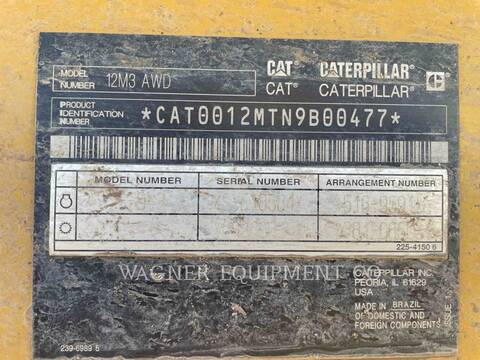 MODEL NUMBER 12M3 AWD
CAT CATERPILLAR
CAT® CATERPILLAR®
PRODUCT IDENTIFICATION NUMBER *CAT0012MTN9B00477*
MODEL NUMBER SERIAL NUMBER ARRANGEMENT NUMBER
225-4150 6
WAGNER EQUIPMENT
CATERPILLAR INC.
PEORIA, IL 61629
USA
MADE IN BRAZIL
OF DOMESTIC AND
FOREIGN COMPONENTS
239-6989 5